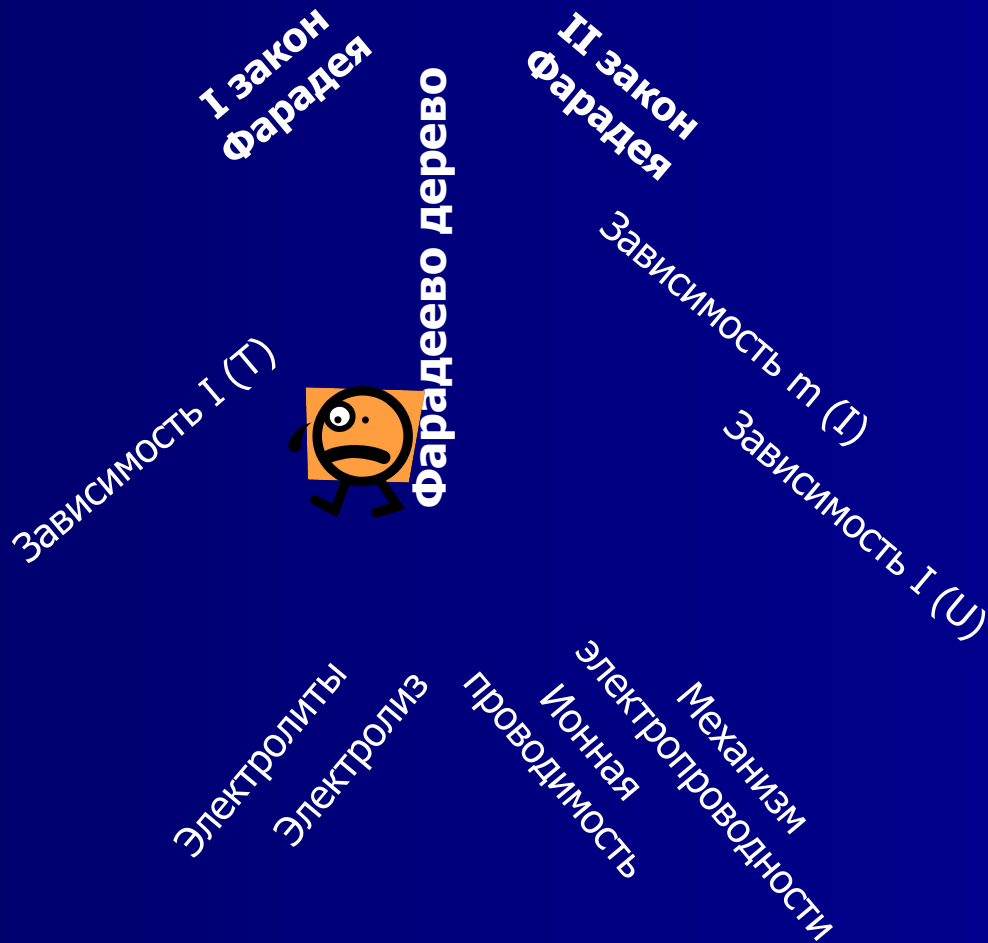 I закон
Фарадея
II закон
Фарадея
Фарадеево дерево
Зависимость m (I)
Зависимость I (T)
Зависимость I (U)
Электролиты
Электролиз
Ионная
проводимость
Механизм
электропроводности